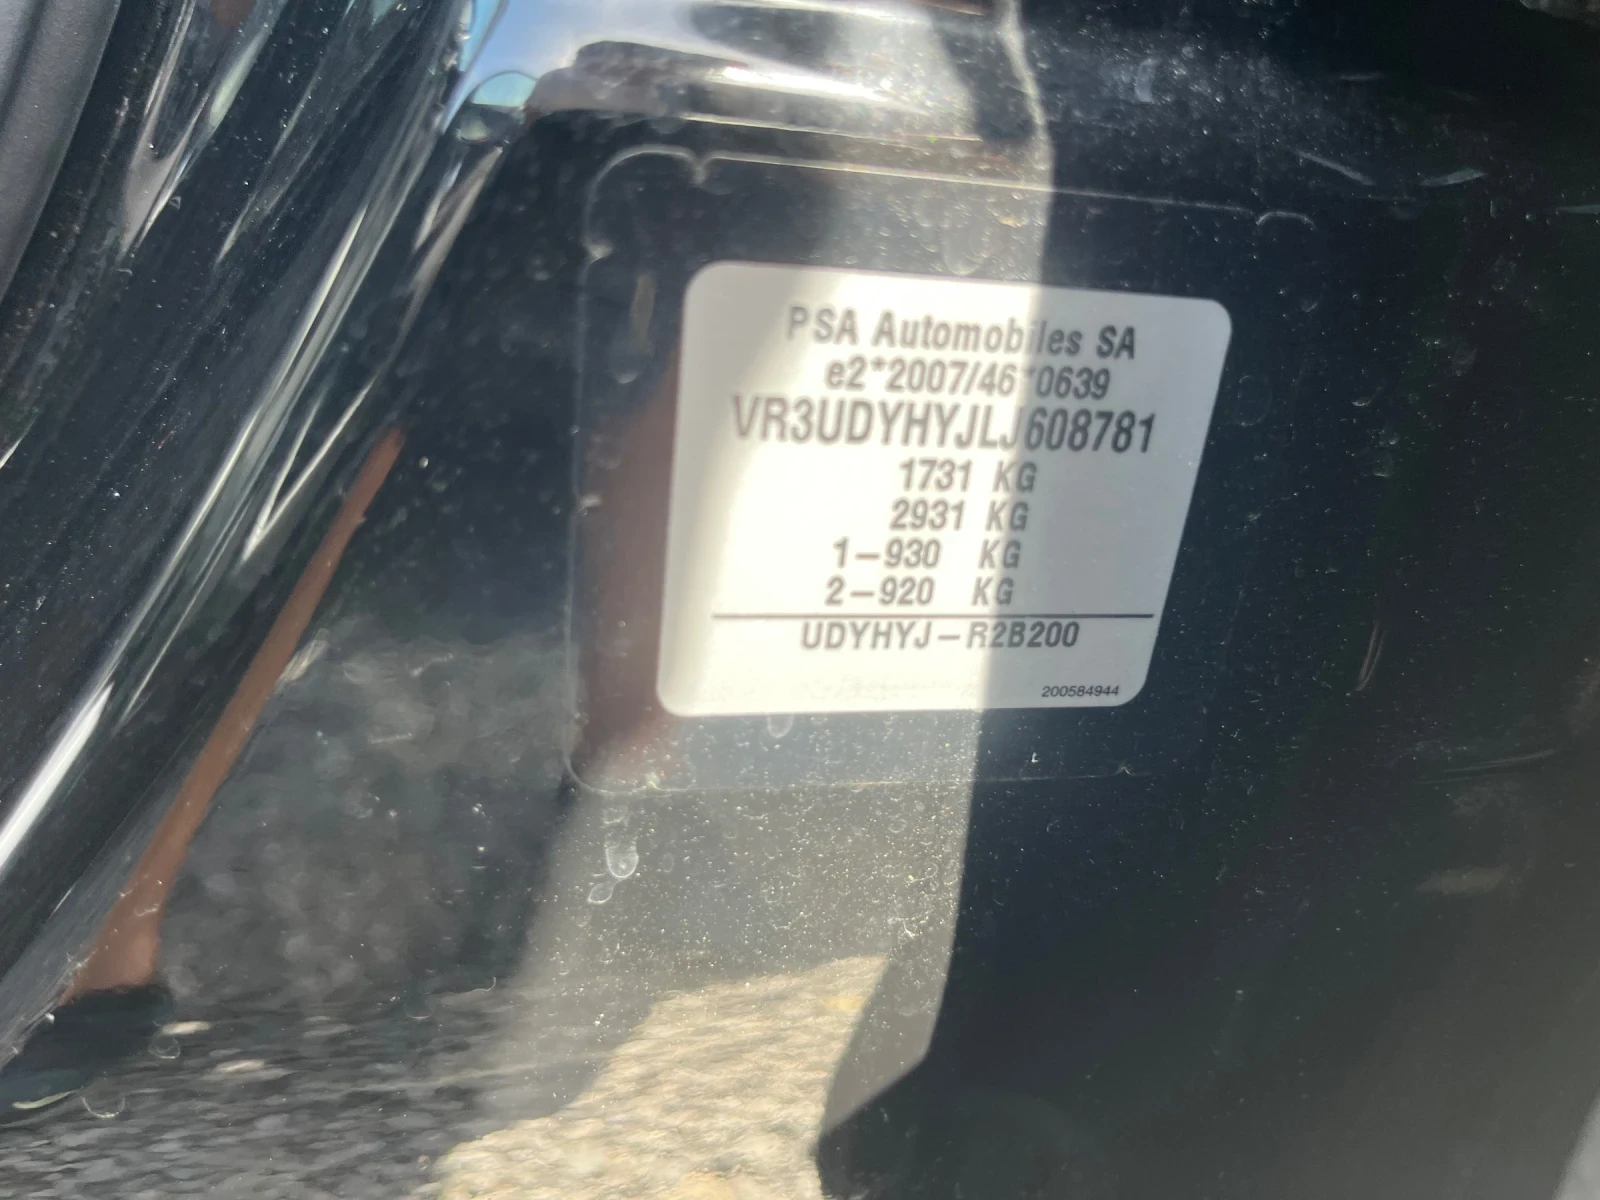 PSA Automobiles SA
e2*2007/46*0639
VR3UDYHYJLJ608781
1731 KG
2931 KG
1-930 KG
2-920 KG
UDYHYJ-R2B200
200584944